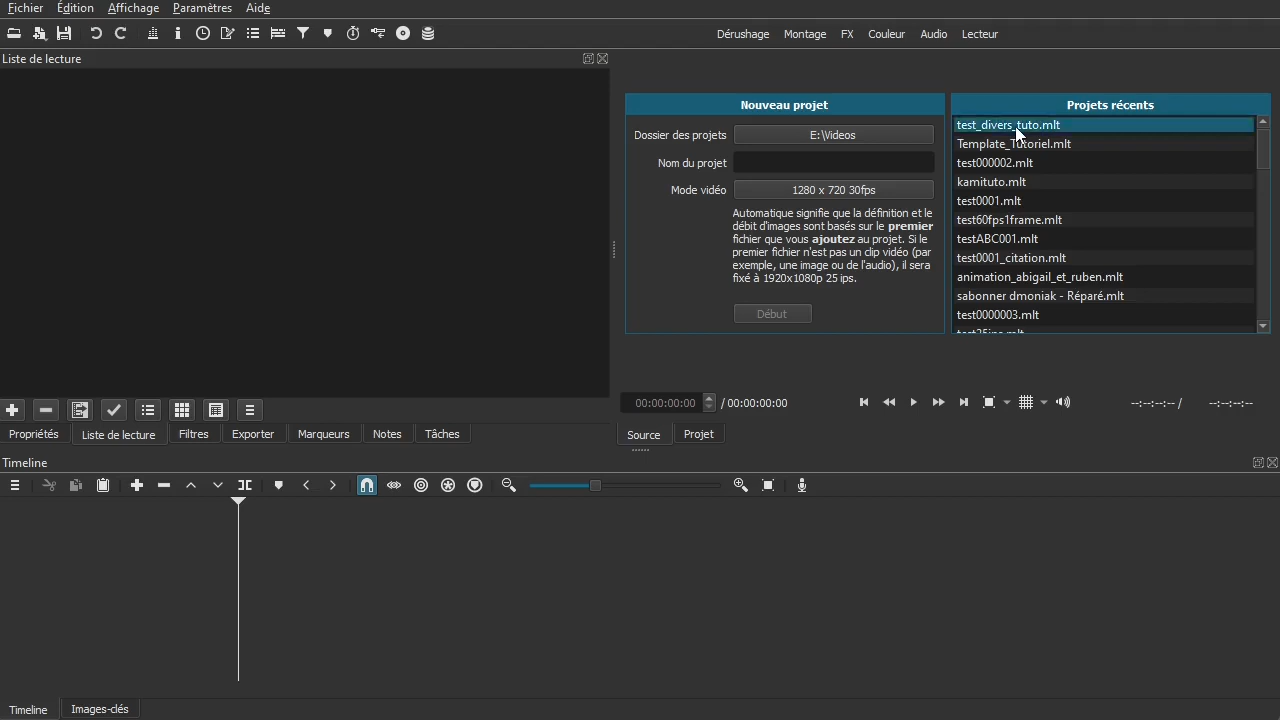 Fichier Édition Affichage Paramètres Aide
Dérushage Montage FX Couleur Audio Lecteur
Liste de lecture
Nouveau projet
Dossier des projets E:\Videos
Nom du projet
Mode vidéo 1280 x 720 30fps
Automatique signifie que la définition et le
débit d'images sont basés sur le premier
fichier que vous ajoutez au projet. Si le
premier fichier n'est pas un clip vidéo (par
exemple, une image ou de l'audio), il sera
fixé à 1920x1080p 25 ips.
Début
Projets récents
test_divers_tuto.mlt
Template_Tutoriel.mlt
test000002.mlt
kamituto.mlt
test0001.mlt
test60fps1frame.mlt
testABC001.mlt
test0001_citation.mlt
animation_abigail_et_ruben.mlt
sabonner dmoniak - Réparé.mlt
test0000003.mlt
00:00:00:00 / 00:00:00:00 --:--:--:-- / --:--:--:--
Propriétés Liste de lecture Filtres Exporter Marqueurs Notes Tâches
Source Projet
Timeline
Timeline Images-clés